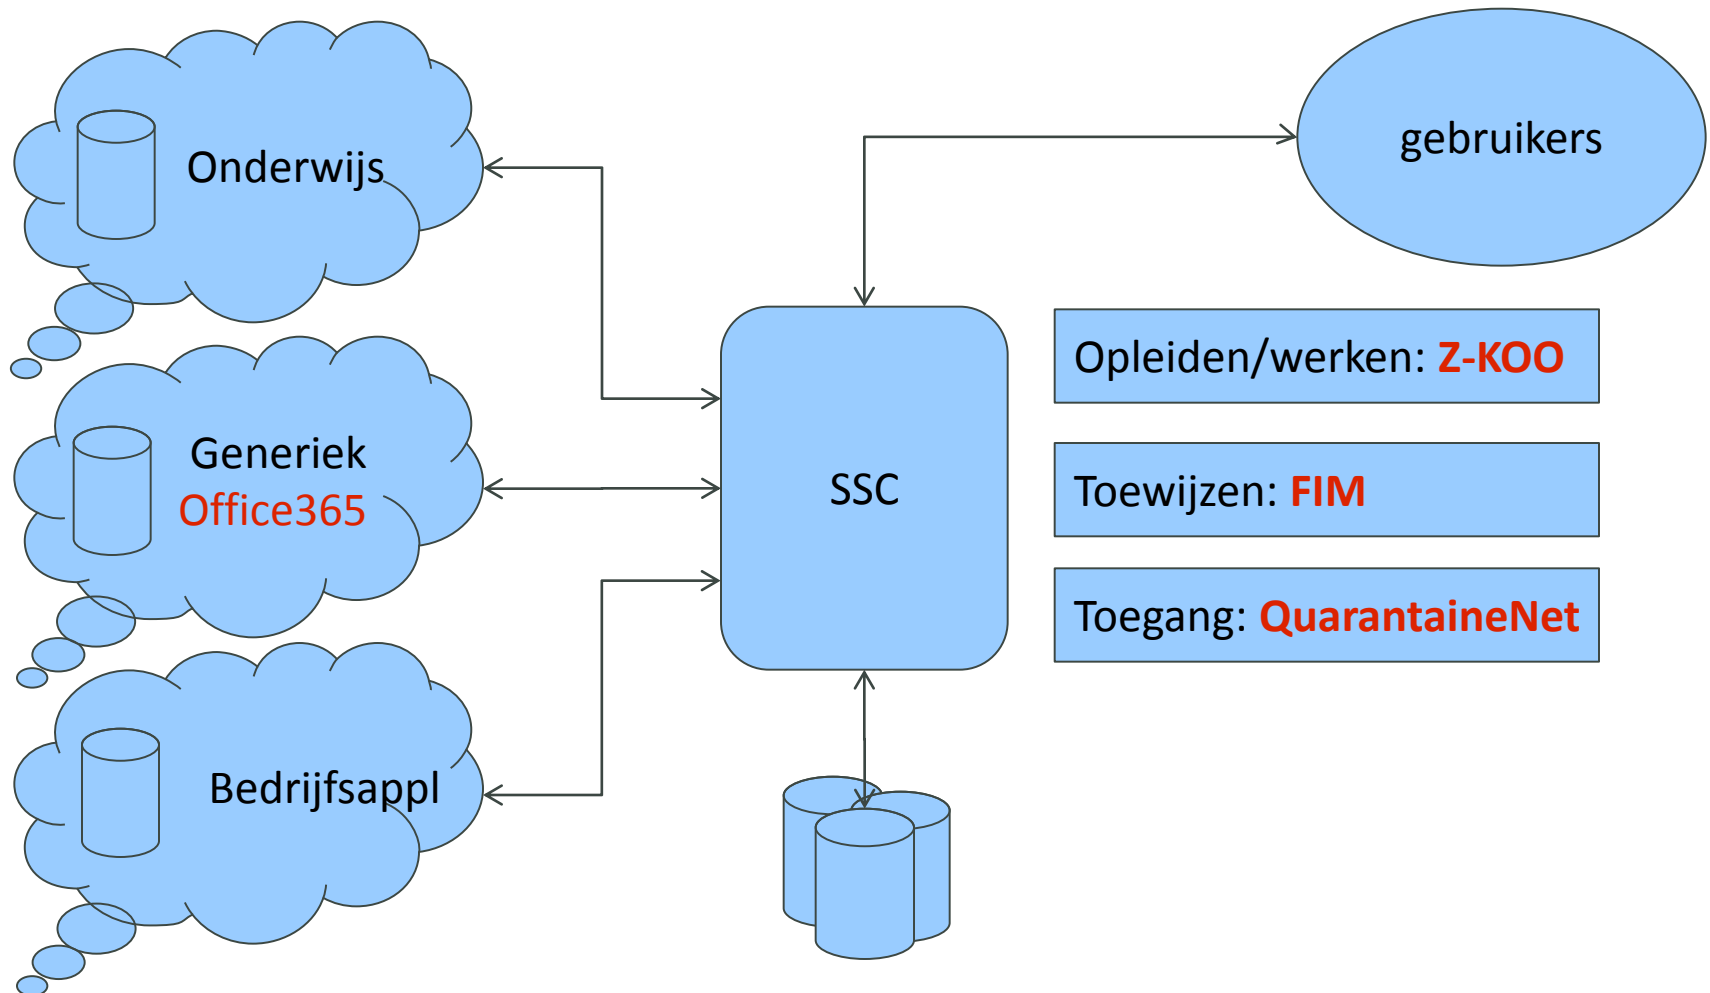 Onderwijs
gebruikers
Opleiden/werken: Z-KOO
Generiek
Office365
SSC
Toewijzen: FIM
Toegang: QuarantaineNet
Bedrijfsappl